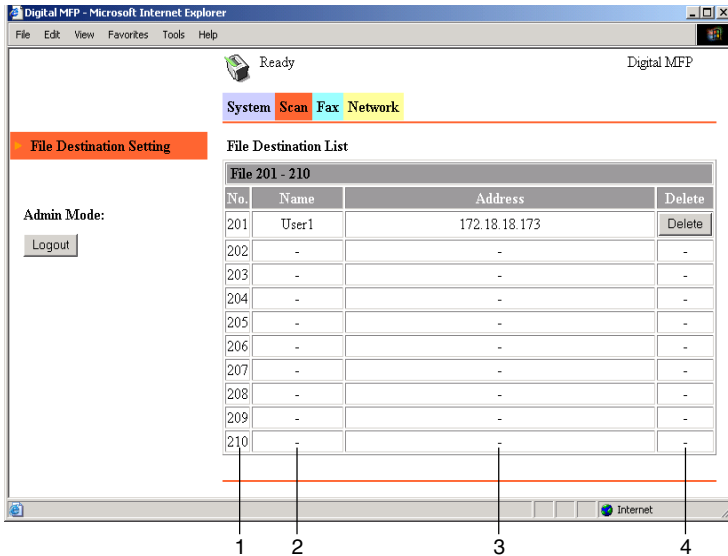 Digital MFP - Microsoft Internet Explorer
File Edit View Favorites Tools Help
Ready Digital MFP
System Scan Fax Network
File Destination Setting
File Destination List
File 201 - 210
No. Name Address Delete
201 User1 172.18.18.173 Delete
202 - - -
203 - - -
204 - - -
205 - - -
206 - - -
207 - - -
208 - - -
209 - - -
210 - - -
Admin Mode:
Logout
Internet
1 2 3 4